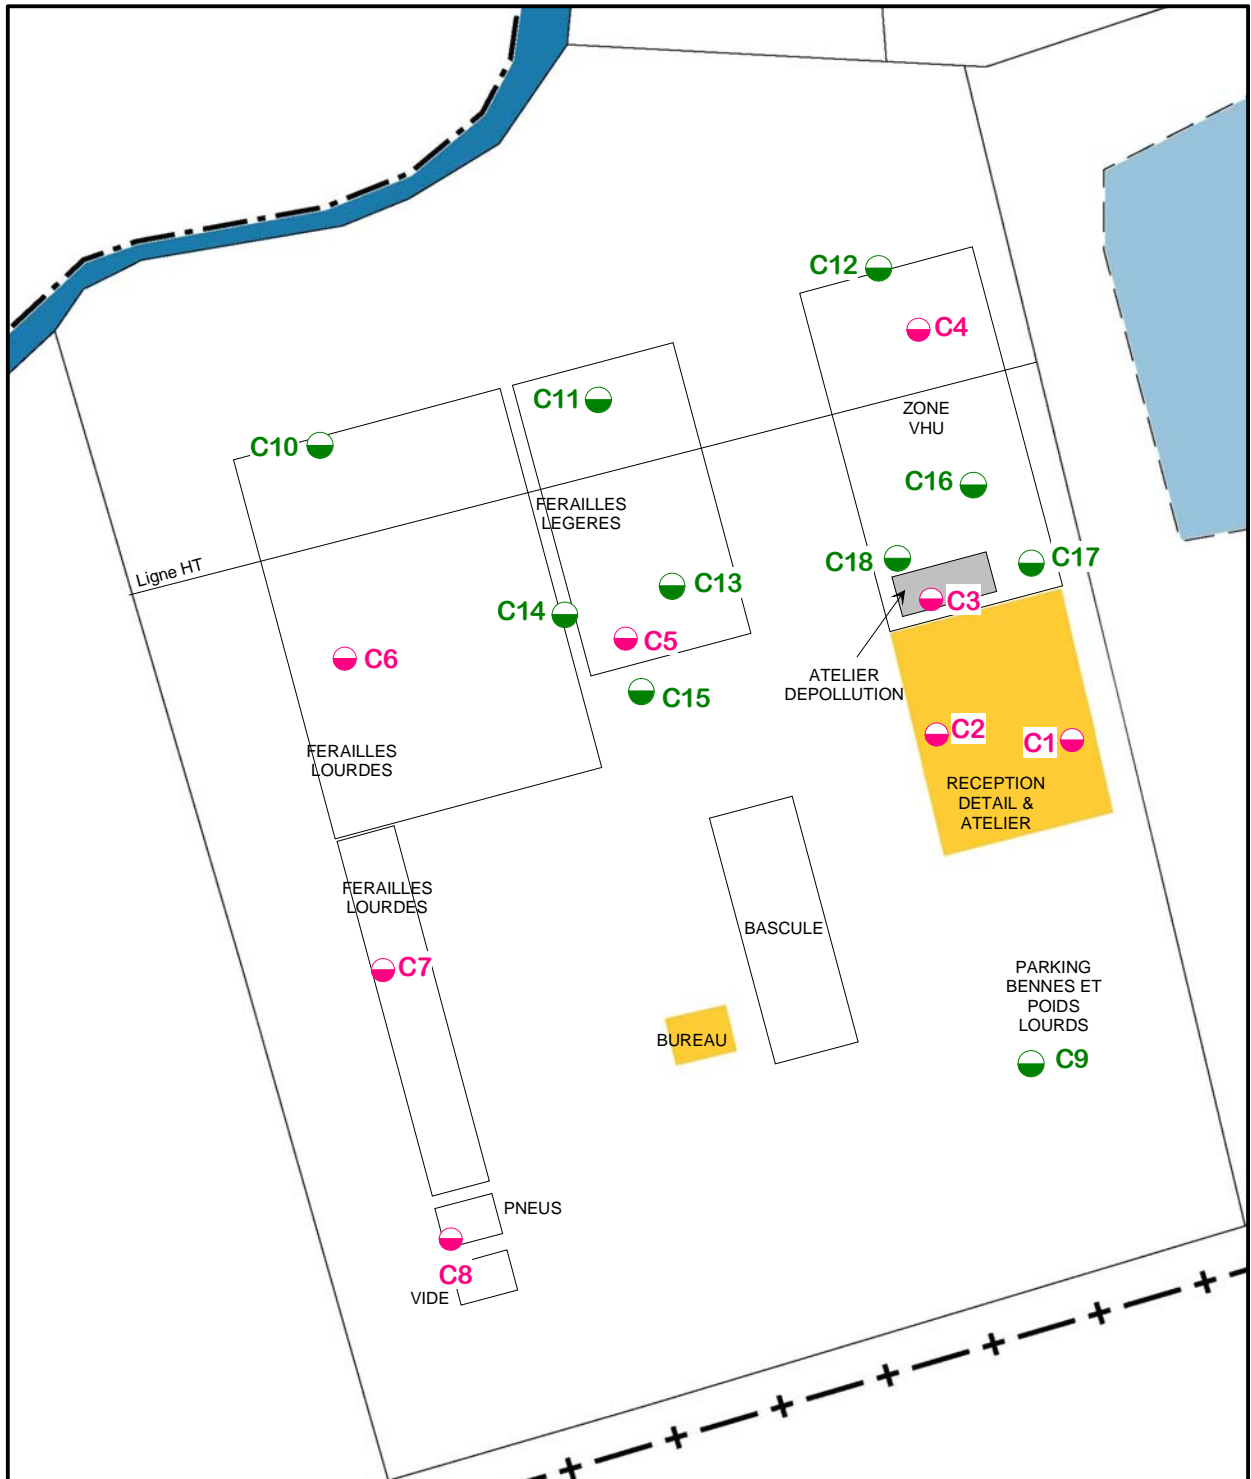 C12
C4
C11
ZONE
VHU
C10
C16
FERAILLES
LEGERES
C18
C17
Ligne HT
C13
C3
C14
C5
C6
ATELIER
DEPOLLUTION
C15
C2
C1
FERAILLES
LOURDES
RECEPTION
DETAIL &
ATELIER
FERAILLES
LOURDES
BASCULE
C7
PARKING
BENNES ET
POIDS
LOURDS
BUREAU
C9
PNEUS
C8
VIDE